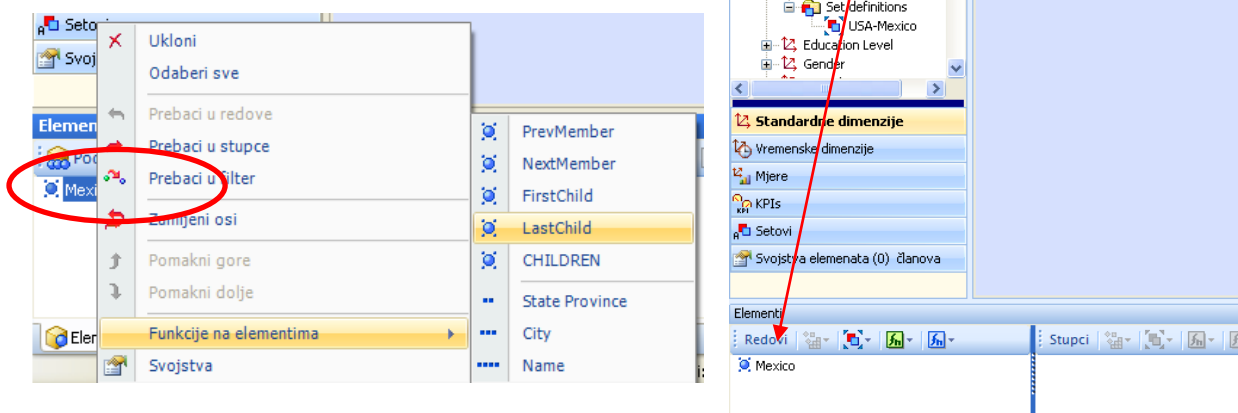 Ukloni
Odaberi sve
Prebaci u redove
Prebaci u stupce
Prebaci u filter
Zamijeni osi
Pomakni gore
Pomakni dolje
Funkcije na elementima
Svojstva
PrevMember
NextMember
FirstChild
LastChild
CHILDREN
State Province
City
Name
Set definitions
USA-Mexico
Education Level
Gender
Standardne dimenzije
Vremenske dimenzije
Mjere
KPIs
Setovi
Svojstva elemenata (0) članova
Elementi
Redovi
Stupci
Mexico